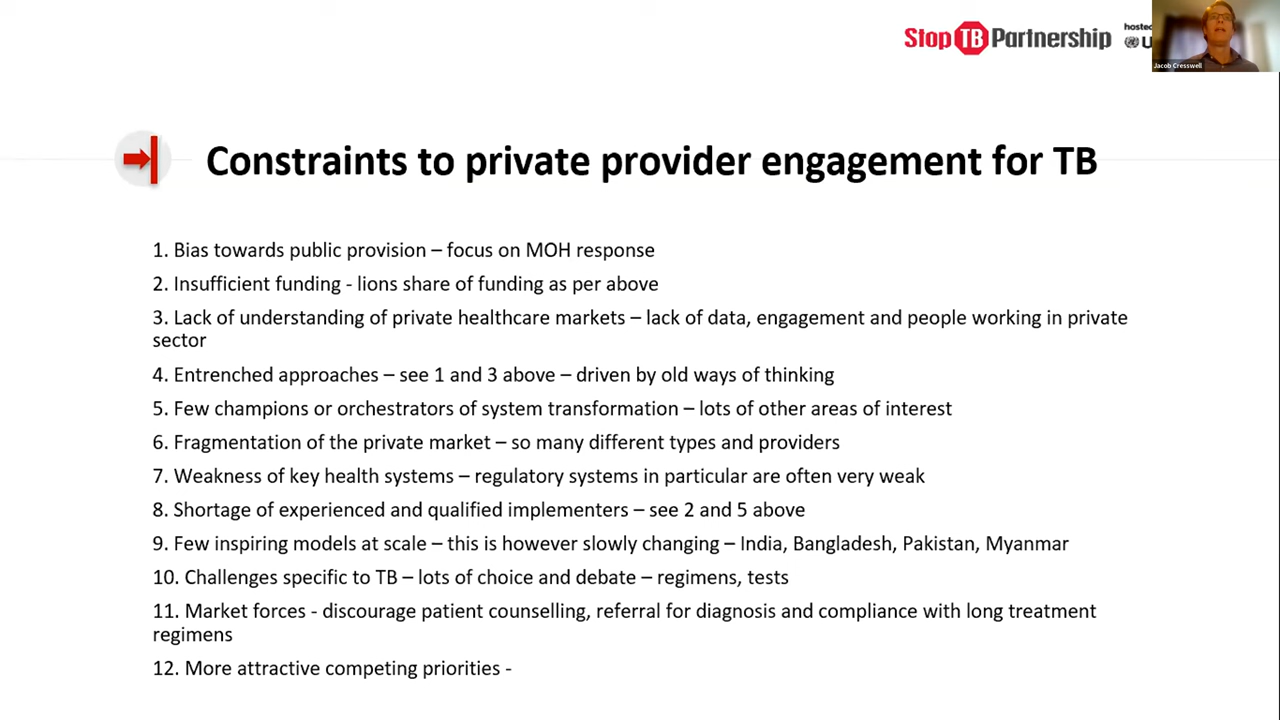 Stop TB Partnership
hosted
U
Jacob Cresswell
Constraints to private provider engagement for TB
1. Bias towards public provision – focus on MOH response
2. Insufficient funding - lions share of funding as per above
3. Lack of understanding of private healthcare markets – lack of data, engagement and people working in private
sector
4. Entrenched approaches – see 1 and 3 above – driven by old ways of thinking
5. Few champions or orchestrators of system transformation – lots of other areas of interest
6. Fragmentation of the private market – so many different types and providers
7. Weakness of key health systems – regulatory systems in particular are often very weak
8. Shortage of experienced and qualified implementers – see 2 and 5 above
9. Few inspiring models at scale – this is however slowly changing – India, Bangladesh, Pakistan, Myanmar
10. Challenges specific to TB – lots of choice and debate – regimens, tests
11. Market forces - discourage patient counselling, referral for diagnosis and compliance with long treatment
regimens
12. More attractive competing priorities -